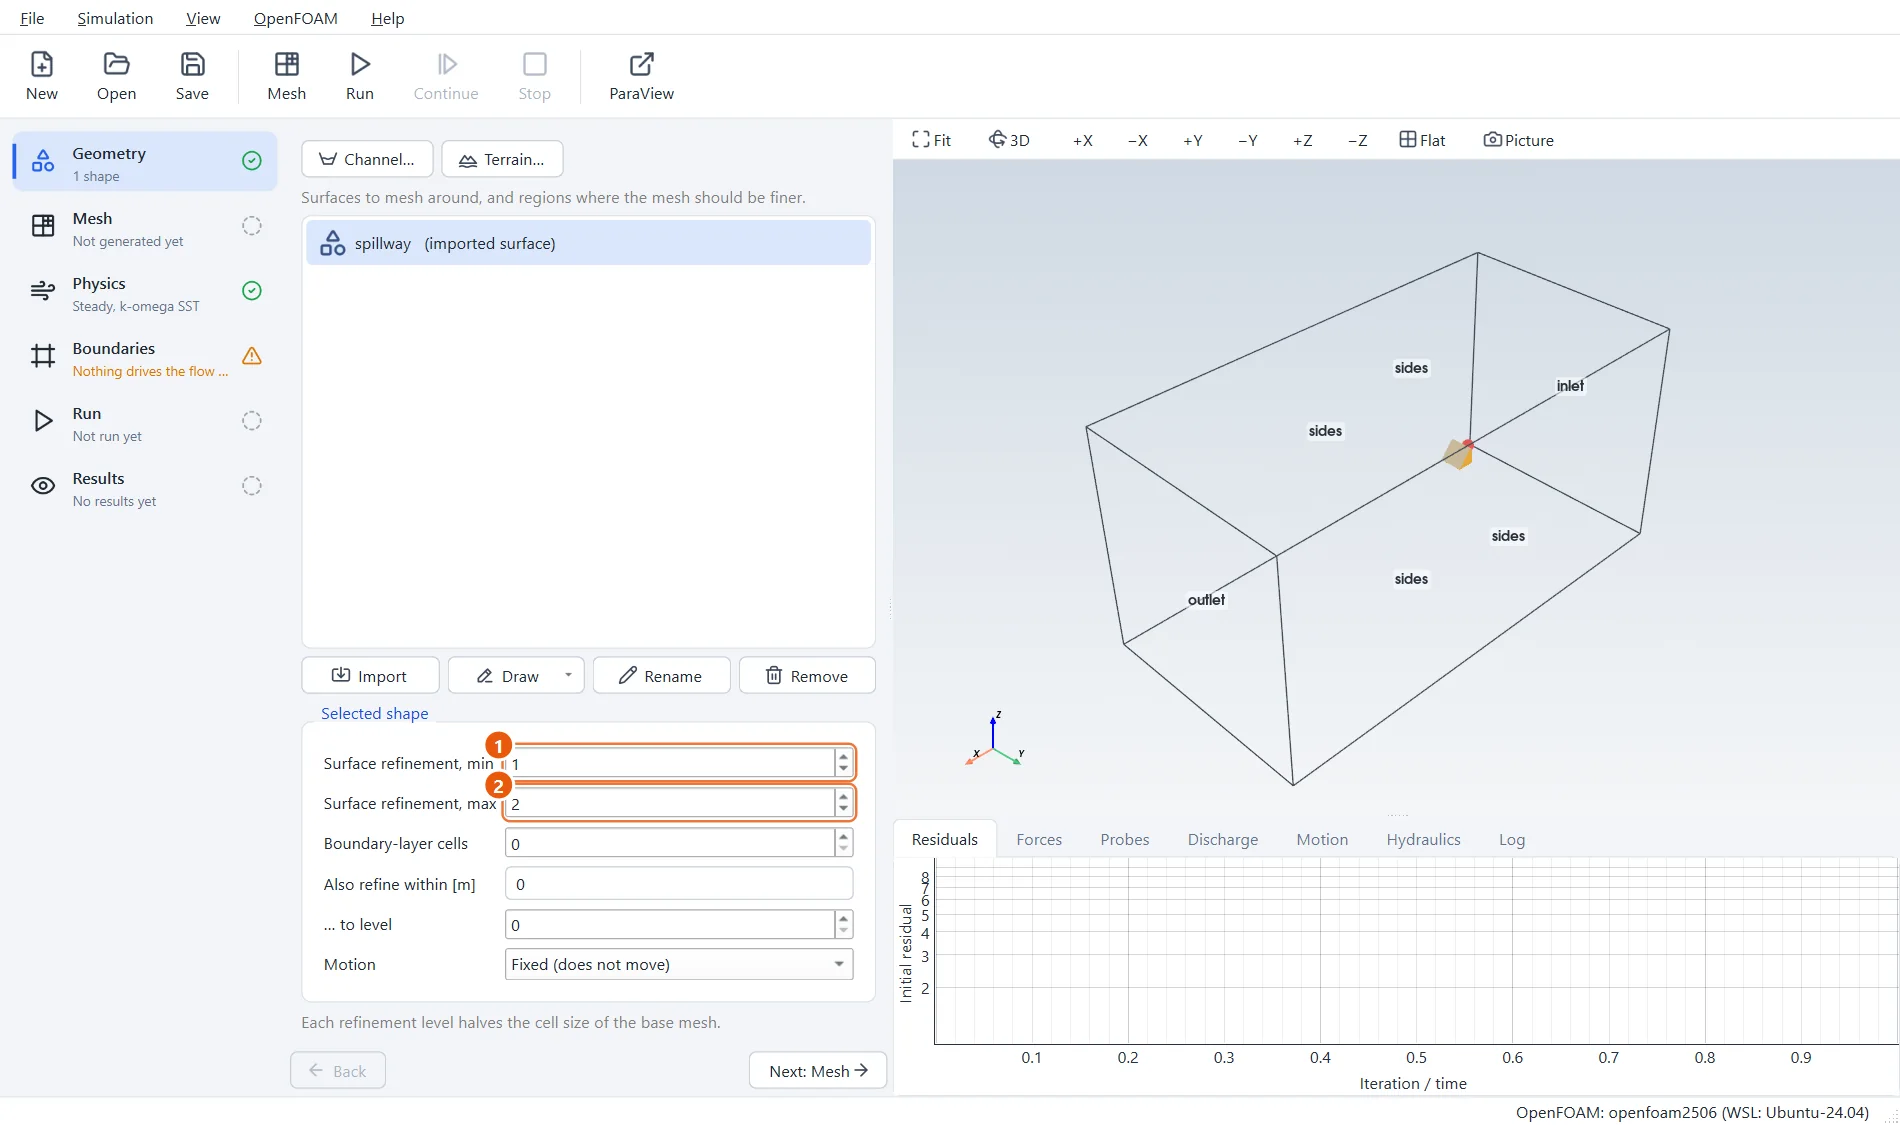 File Simulation View OpenFOAM Help
New Open Save Mesh Run Continue Stop ParaView
Geometry
1 shape
Mesh
Not generated yet
Physics
Steady, k-omega SST
Boundaries
Nothing drives the flow ...
Run
Not run yet
Results
No results yet
Channel... Terrain...
Surfaces to mesh around, and regions where the mesh should be finer.
spillway (imported surface)
Import Draw Rename Remove
Selected shape
1
Surface refinement, min 1
2
Surface refinement, max 2
Boundary-layer cells 0
Also refine within [m] 0
... to level 0
Motion Fixed (does not move)
Each refinement level halves the cell size of the base mesh.
Back Next: Mesh
Fit 3D +X −X +Y −Y +Z −Z Flat Picture
sides
inlet
sides
sides
sides
outlet
Z
X Y
Residuals Forces Probes Discharge Motion Hydraulics Log
8
7
6
5
4
3
2
Initial residual
0.1 0.2 0.3 0.4 0.5 0.6 0.7 0.8 0.9
Iteration / time
OpenFOAM: openfoam2506 (WSL: Ubuntu-24.04)